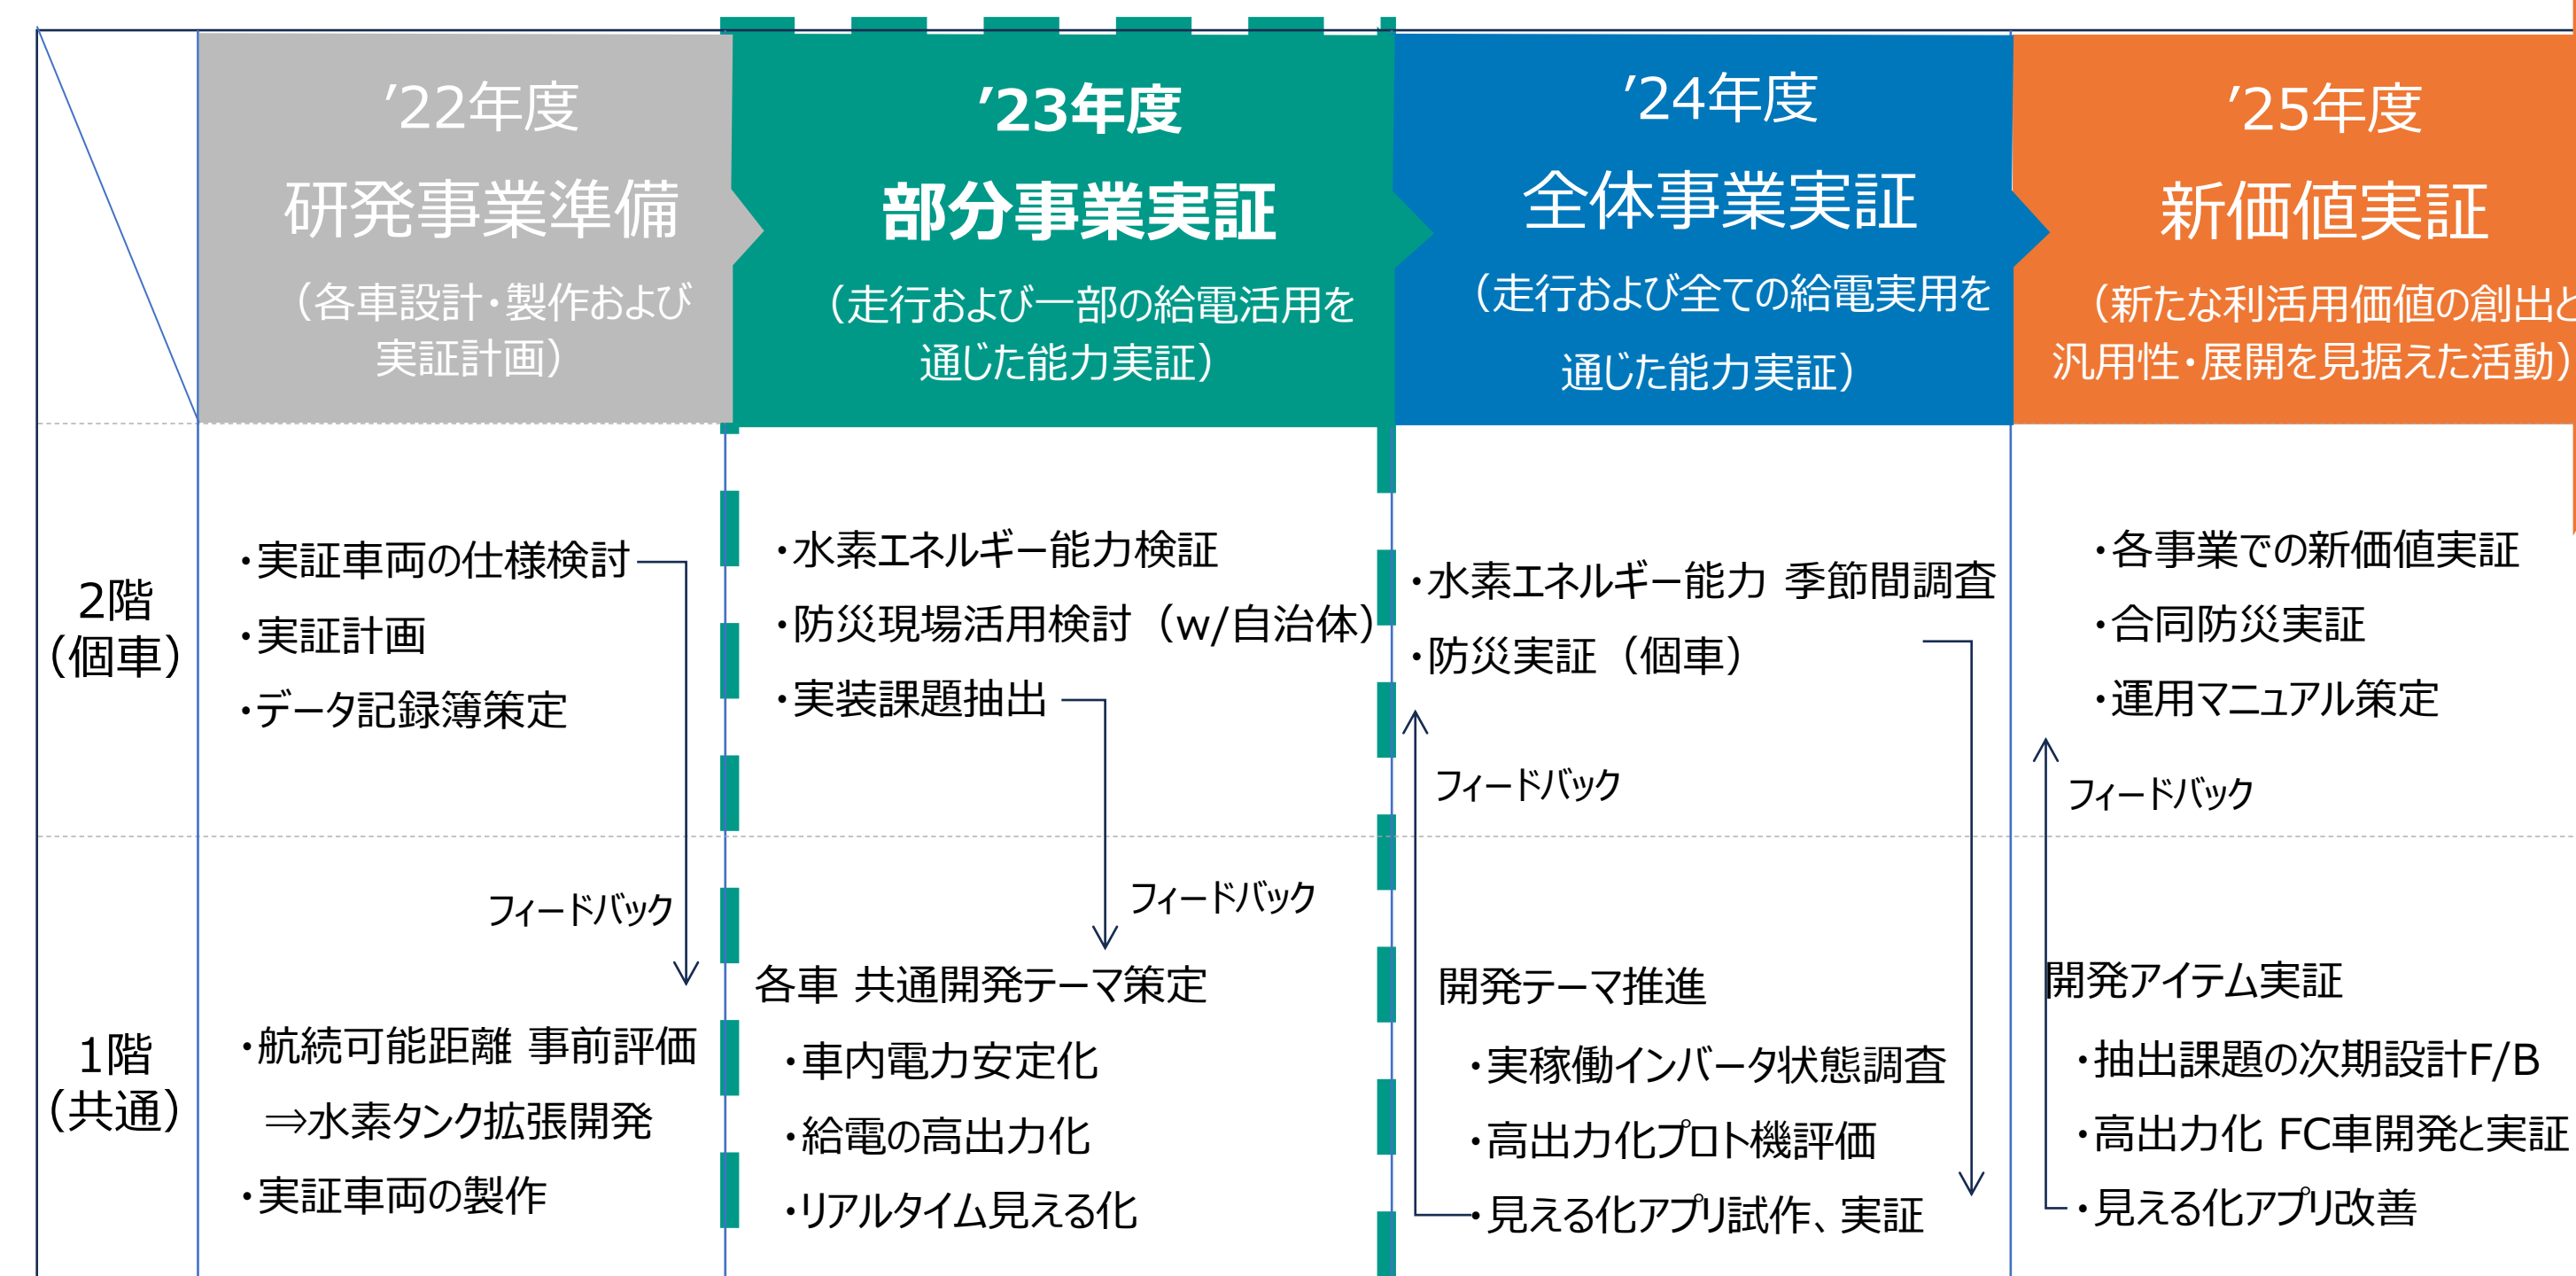 ’22年度
研発事業準備
（各車設計・製作および
実証計画）
’23年度
部分事業実証
（走行および一部の給電活用を
通じた能力実証）
’24年度
全体事業実証
（走行および全ての給電実用を
通じた能力実証）
’25年度
新価値実証
（新たな利活用価値の創出と
汎用性・展開を見据えた活動）
2階
（個車）
・実証車両の仕様検討
・実証計画
・データ記録簿策定
・水素エネルギー能力検証
・防災現場活用検討（w/自治体）
・実装課題抽出
・水素エネルギー能力 季節間調査
・防災実証（個車）
フィードバック
・各事業での新価値実証
・合同防災実証
・運用マニュアル策定
フィードバック
1階
（共通）
フィードバック
・航続可能距離 事前評価
⇒水素タンク拡張開発
・実証車両の製作
フィードバック
各車 共通開発テーマ策定
・車内電力安定化
・給電の高出力化
・リアルタイム見える化
開発テーマ推進
・実稼働インバータ状態調査
・高出力化プロト機評価
・見える化アプリ試作、実証
開発アイテム実証
・抽出課題の次期設計F/B
・高出力化 FC車開発と実証
・見える化アプリ改善